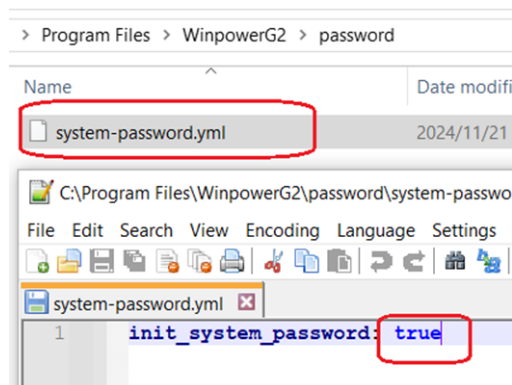 > Program Files > WinpowerG2 > password
Name Date modifi
system-password.yml 2024/11/21
C:\Program Files\WinpowerG2\password\system-passwo
File Edit Search View Encoding Language Settings
system-password.yml
1 init_system_password: true